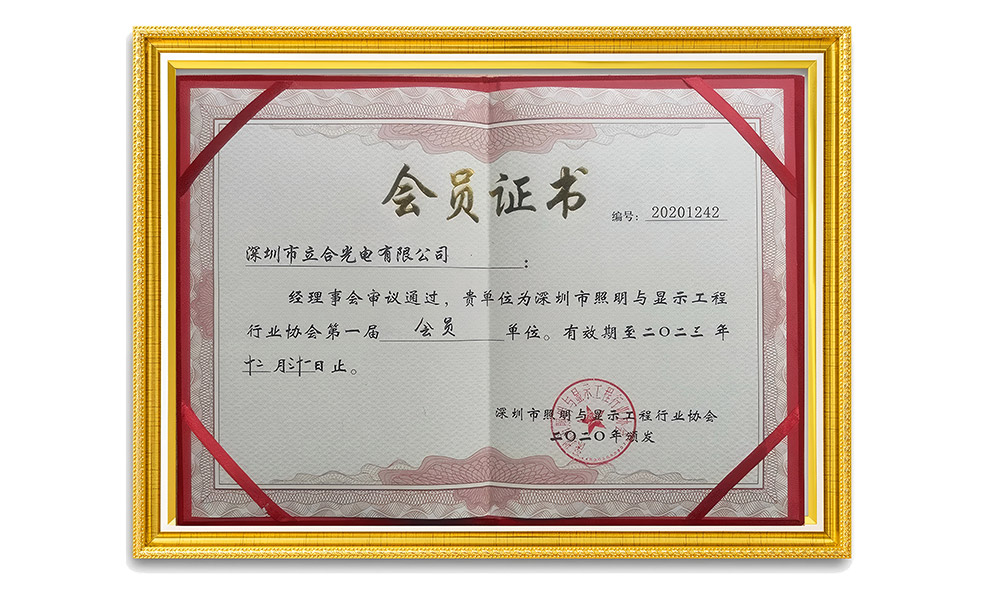 会员证书
编号：20201242
深圳市立合光电有限公司：
经理事会审议通过，贵单位为深圳市照明与显示工程
行业协会第一届会员单位。有效期至二〇二三年
十二月卅一日止。
深圳市照明与显示工程行业协会
二〇二〇年颁发